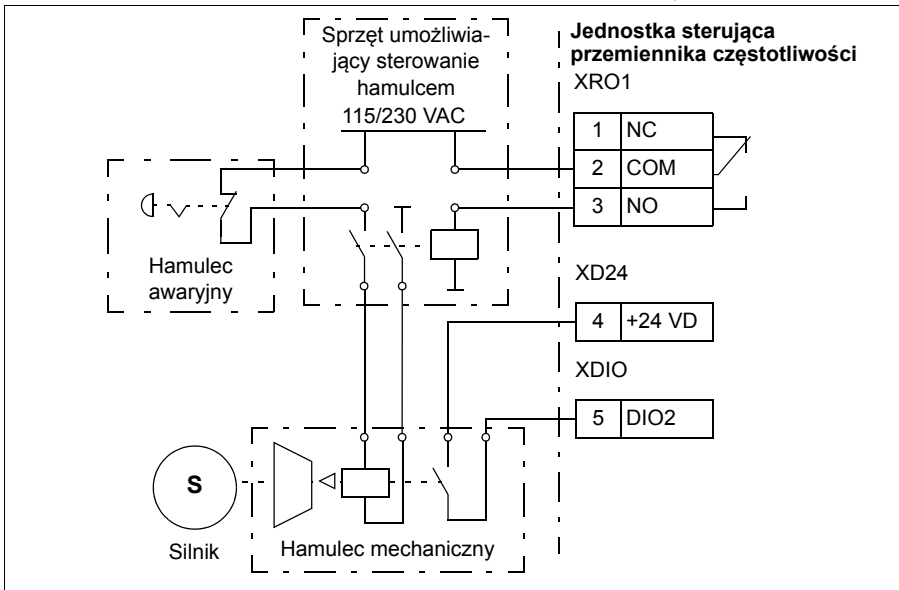 Sprzęt umożliwia-
jący sterowanie
hamulcem
115/230 VAC
Jednostka sterująca
przemiennika częstotliwości
XRO1
1 NC
2 COM
3 NO
Hamulec
awaryjny
XD24
4 +24 VD
XDIO
5 DIO2
S
Silnik
Hamulec mechaniczny